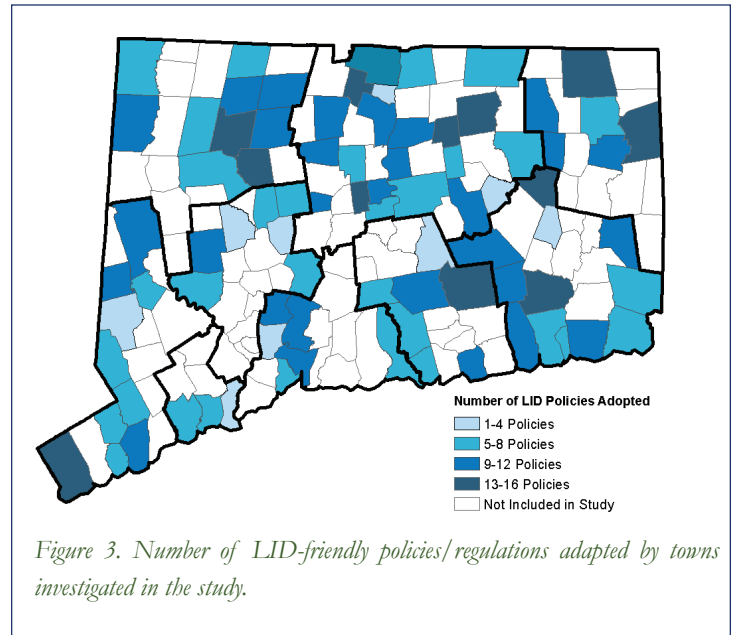 Number of LID Policies Adopted
1-4 Policies
5-8 Policies
9-12 Policies
13-16 Policies
Not Included in Study
Figure 3. Number of LID-friendly policies/regulations adapted by towns
investigated in the study.